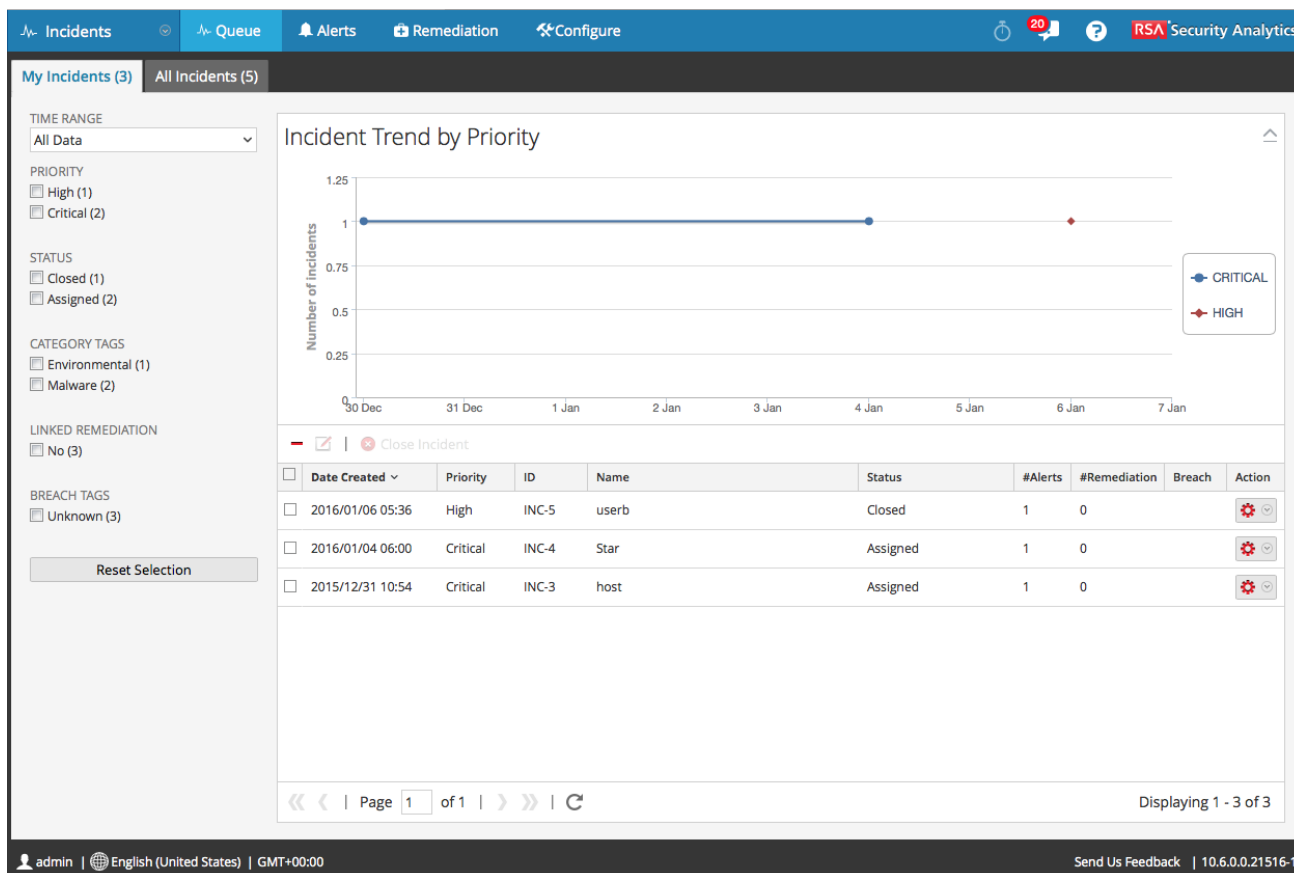 Incidents Queue Alerts Remediation Configure 20 ? RSA Security Analytics
My Incidents (3) All Incidents (5)
TIME RANGE
All Data
PRIORITY
High (1)
Critical (2)
STATUS
Closed (1)
Assigned (2)
CATEGORY TAGS
Environmental (1)
Malware (2)
LINKED REMEDIATION
No (3)
BREACH TAGS
Unknown (3)
Reset Selection
Incident Trend by Priority
Number of incidents
1.25
1
0.75
0.5
0.25
0
30 Dec 31 Dec 1 Jan 2 Jan 3 Jan 4 Jan 5 Jan 6 Jan 7 Jan
CRITICAL
HIGH
Close Incident
Date Created Priority ID Name Status #Alerts #Remediation Breach Action
2016/01/06 05:36 High INC-5 userb Closed 1 0
2016/01/04 06:00 Critical INC-4 Star Assigned 1 0
2015/12/31 10:54 Critical INC-3 host Assigned 1 0
Page 1 of 1 Displaying 1 - 3 of 3
admin | English (United States) | GMT+00:00 Send Us Feedback | 10.6.0.0.21516-1